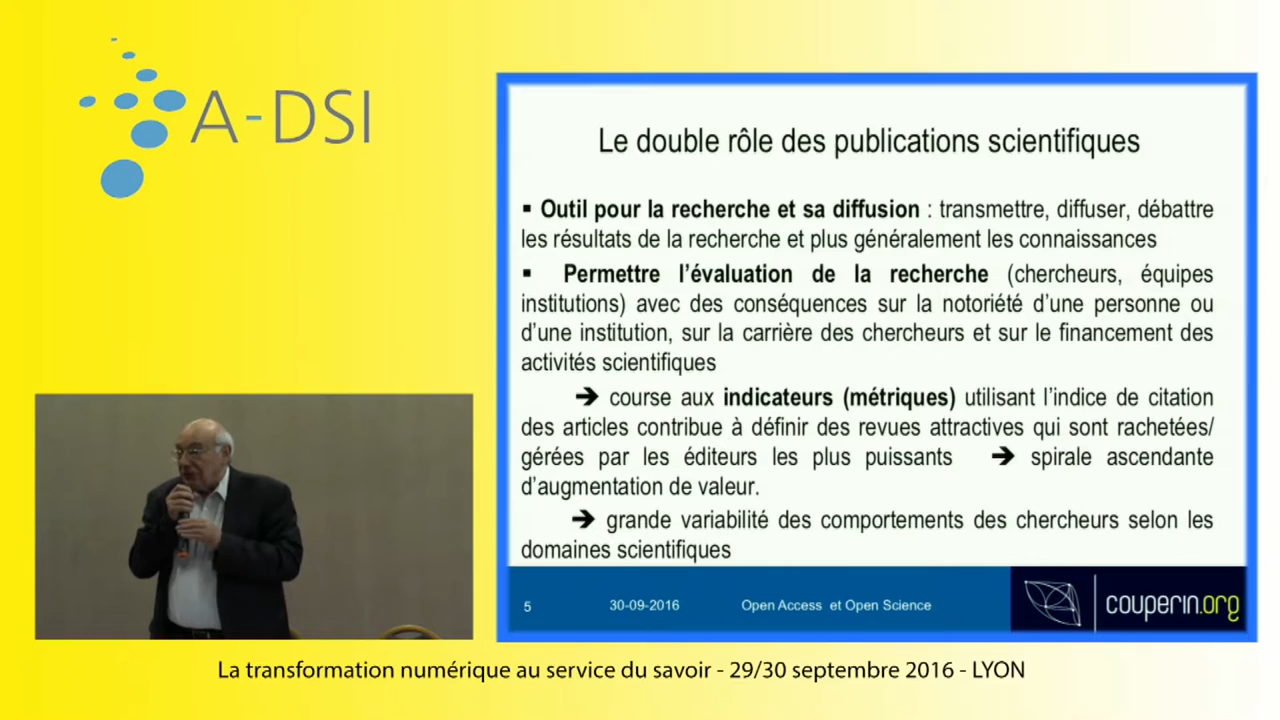 A-DSI
Le double rôle des publications scientifiques
▪ Outil pour la recherche et sa diffusion : transmettre, diffuser, débattre
les résultats de la recherche et plus généralement les connaissances
▪ Permettre l’évaluation de la recherche (chercheurs, équipes
institutions) avec des conséquences sur la notoriété d’une personne ou
d’une institution, sur la carrière des chercheurs et sur le financement des
activités scientifiques
➔ course aux indicateurs (métriques) utilisant l’indice de citation
des articles contribue à définir des revues attractives qui sont rachetées/
gérées par les éditeurs les plus puissants ➔ spirale ascendante
d’augmentation de valeur.
➔ grande variabilité des comportements des chercheurs selon les
domaines scientifiques
5 30-09-2016 Open Access et Open Science
couperin.org
La transformation numérique au service du savoir - 29/30 septembre 2016 - LYON